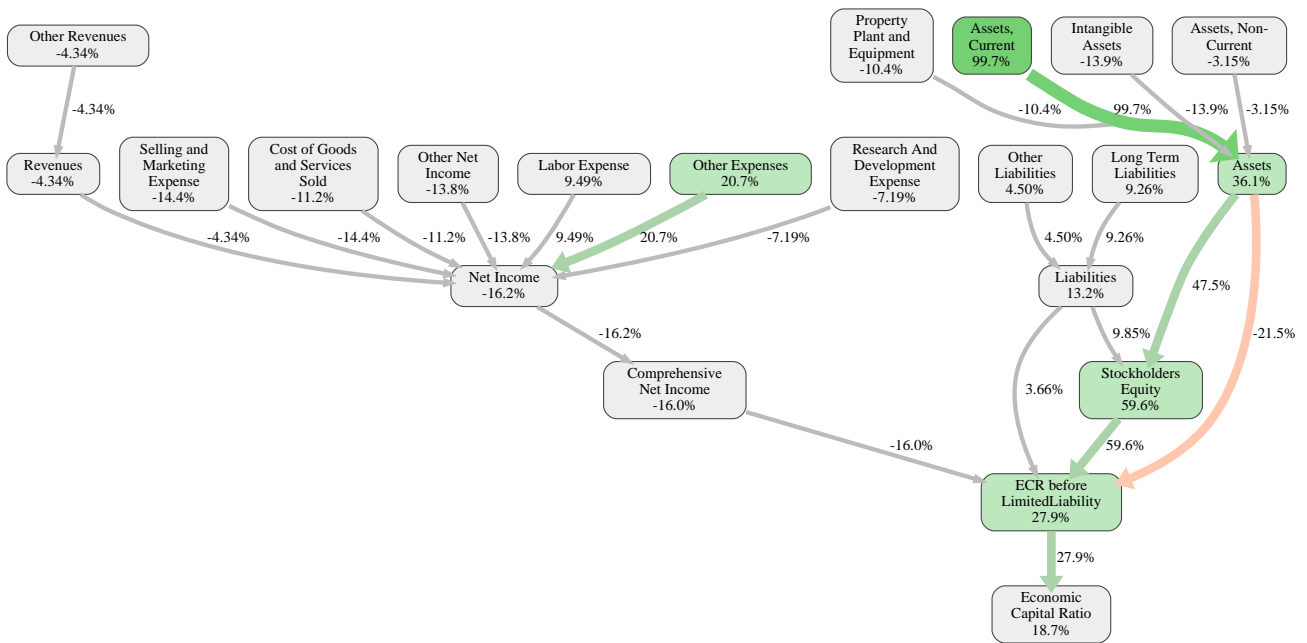 Other Revenues
-4.34%
Property
Plant and
Equipment
-10.4%
Assets,
Current
99.7%
Intangible
Assets
-13.9%
Assets, Non-
Current
-3.15%
-4.34%
-10.4%
99.7%
-13.9%
-3.15%
Revenues
-4.34%
Selling and
Marketing
Expense
-14.4%
Cost of Goods
and Services
Sold
-11.2%
Other Net
Income
-13.8%
Labor Expense
9.49%
Other Expenses
20.7%
Research And
Development
Expense
-7.19%
Other
Liabilities
4.50%
Long Term
Liabilities
9.26%
Assets
36.1%
-4.34%
-14.4%
-11.2%
-13.8%
9.49%
20.7%
-7.19%
4.50%
9.26%
Net Income
-16.2%
Liabilities
13.2%
47.5%
-16.2%
9.85%
-21.5%
Comprehensive
Net Income
-16.0%
3.66%
Stockholders
Equity
59.6%
-16.0%
59.6%
ECR before
LimitedLiability
27.9%
27.9%
Economic
Capital Ratio
18.7%